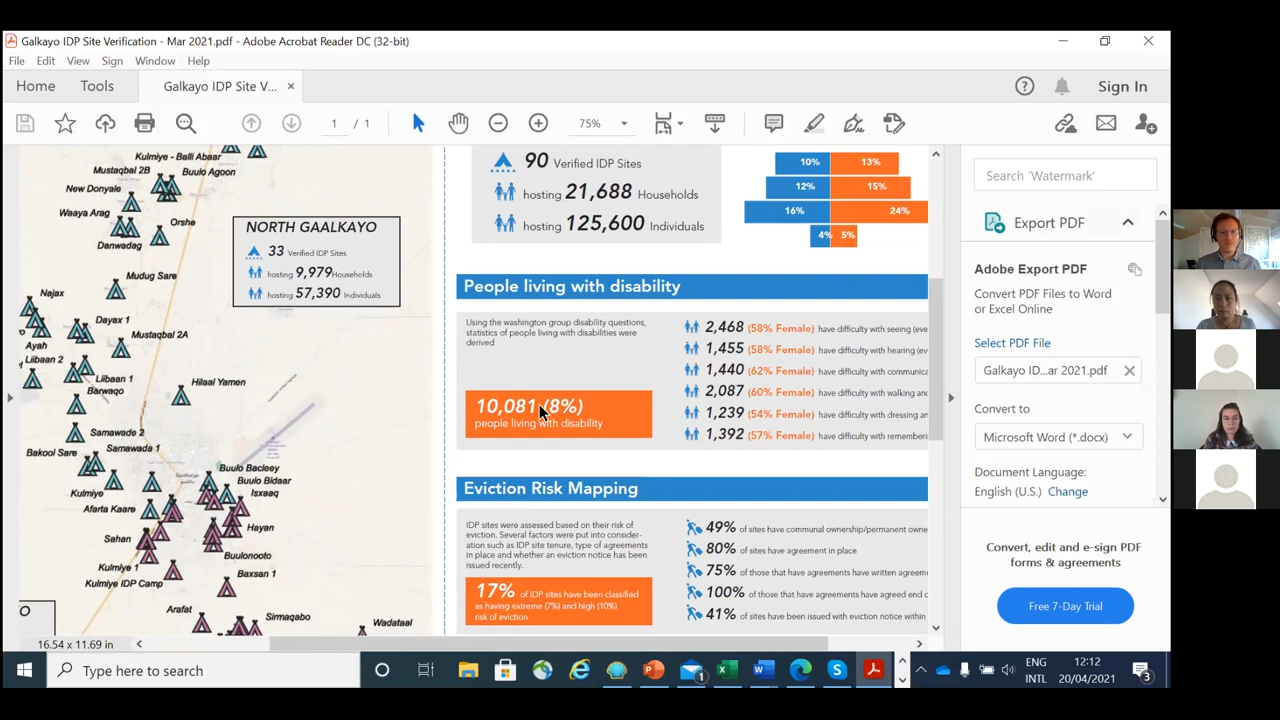 Galkayo IDP Site Verification - Mar 2021.pdf - Adobe Acrobat Reader DC (32-bit)
File Edit View Sign Window Help
Home Tools Galkayo IDP Site V... Sign In
1 / 1 75%
Kulmiye - Balli Abaar
Mustaqbal 2B Buulo Agoon
New Donyale
Waaya Arag Orshe
Danwadag
Mudug Sare
Najax
Dayax 1
Ayah Mustaqbal 2A
Liibaan 2
Liibaan 1
Barwaqo Hilaal Yamen
Samawade 2
Bakool Sare Samawada 1
Buulo Bacleey
Kulmiye Buulo Bldaar
Isxaaq
Afarta Kaare
Sahan Hayan
Kulmiye 1 Buulonooto
Kulmiye IDP Camp Baxsan 1
Arafat Sirmaqabo Wadataal
NORTH GAALKAYO
33 Verified IDP Sites
hosting 9,979 Households
hosting 57,390 Individuals
90 Verified IDP Sites
hosting 21,688 Households
hosting 125,600 Individuals
10% 13%
12% 15%
16% 24%
4% 5%
People living with disability
Using the washington group disability questions,
statistics of people living with disabilities were
derived
10,081 (8%)
people living with disability
2,468 (58% Female) have difficulty with seeing (eve
1,455 (58% Female) have difficulty with hearing (ev
1,440 (62% Female) have difficulty with communica
2,087 (60% Female) have difficulty with walking an
1,239 (54% Female) have difficulty with dressing an
1,392 (57% Female) have difficulty with rememberi
Eviction Risk Mapping
IDP sites were assessed based on their risk of
eviction. Several factors were put into consider-
ation such as IDP site tenure, type of agreements
in place and whether an eviction notice has been
issued recently.
17% of IDP sites have been classified
as having extreme (7%) and high (10%)
risk of eviction
49% of sites have communal ownership/permanent owne
80% of sites have agreement in place
75% of those that have agreements have written agreeme
100% of those that have agreements have agreed end d
41% of sites have been issued with eviction notice within
16.54 x 11.69 in
Search 'Watermark'
Export PDF
Adobe Export PDF
Convert PDF Files to Word
or Excel Online
Select PDF File
Galkayo ID...ar 2021.pdf
Convert to
Microsoft Word (*.docx)
Document Language:
English (U.S.) Change
Convert, edit and e-sign PDF
forms & agreements
Free 7-Day Trial
Type here to search
1
ENG
INTL
12:12
20/04/2021
3